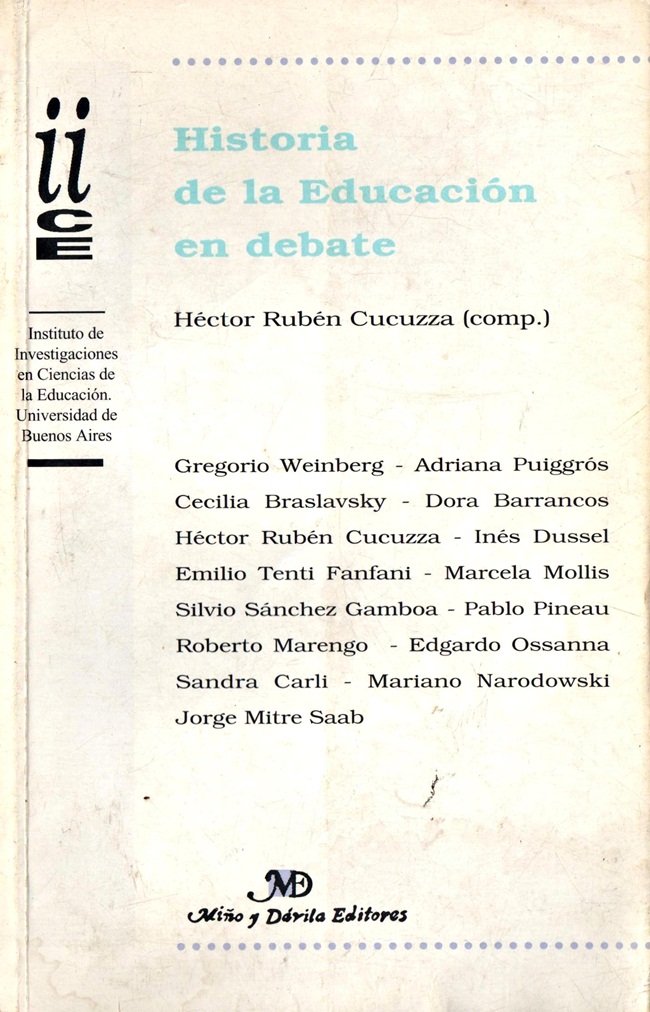 ii
CE
Instituto de
Investigaciones
en Ciencias de
la Educación.
Universidad de
Buenos Aires
Historia
de la Educación
en debate
Héctor Rubén Cucuzza (comp.)
Gregorio Weinberg - Adriana Puiggrós
Cecilia Braslavsky - Dora Barrancos
Héctor Rubén Cucuzza - Inés Dussel
Emilio Tenti Fanfani - Marcela Mollis
Silvio Sánchez Gamboa - Pablo Pineau
Roberto Marengo - Edgardo Ossanna
Sandra Carli - Mariano Narodowski
Jorge Mitre Saab
MD
Miño y Dávila Editores